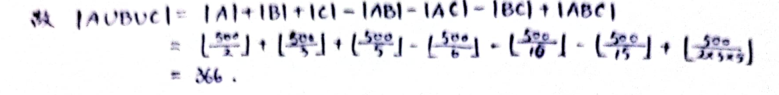 故 |AUBUC| = |A|+|B|+|C| - |AB| - |AC| - |BC| + |ABC|
= ⌊500/2⌋ + ⌊500/3⌋ + ⌊500/5⌋ - ⌊500/6⌋ - ⌊500/10⌋ - ⌊500/15⌋ + ⌊500/2×3×5⌋
= 366 .